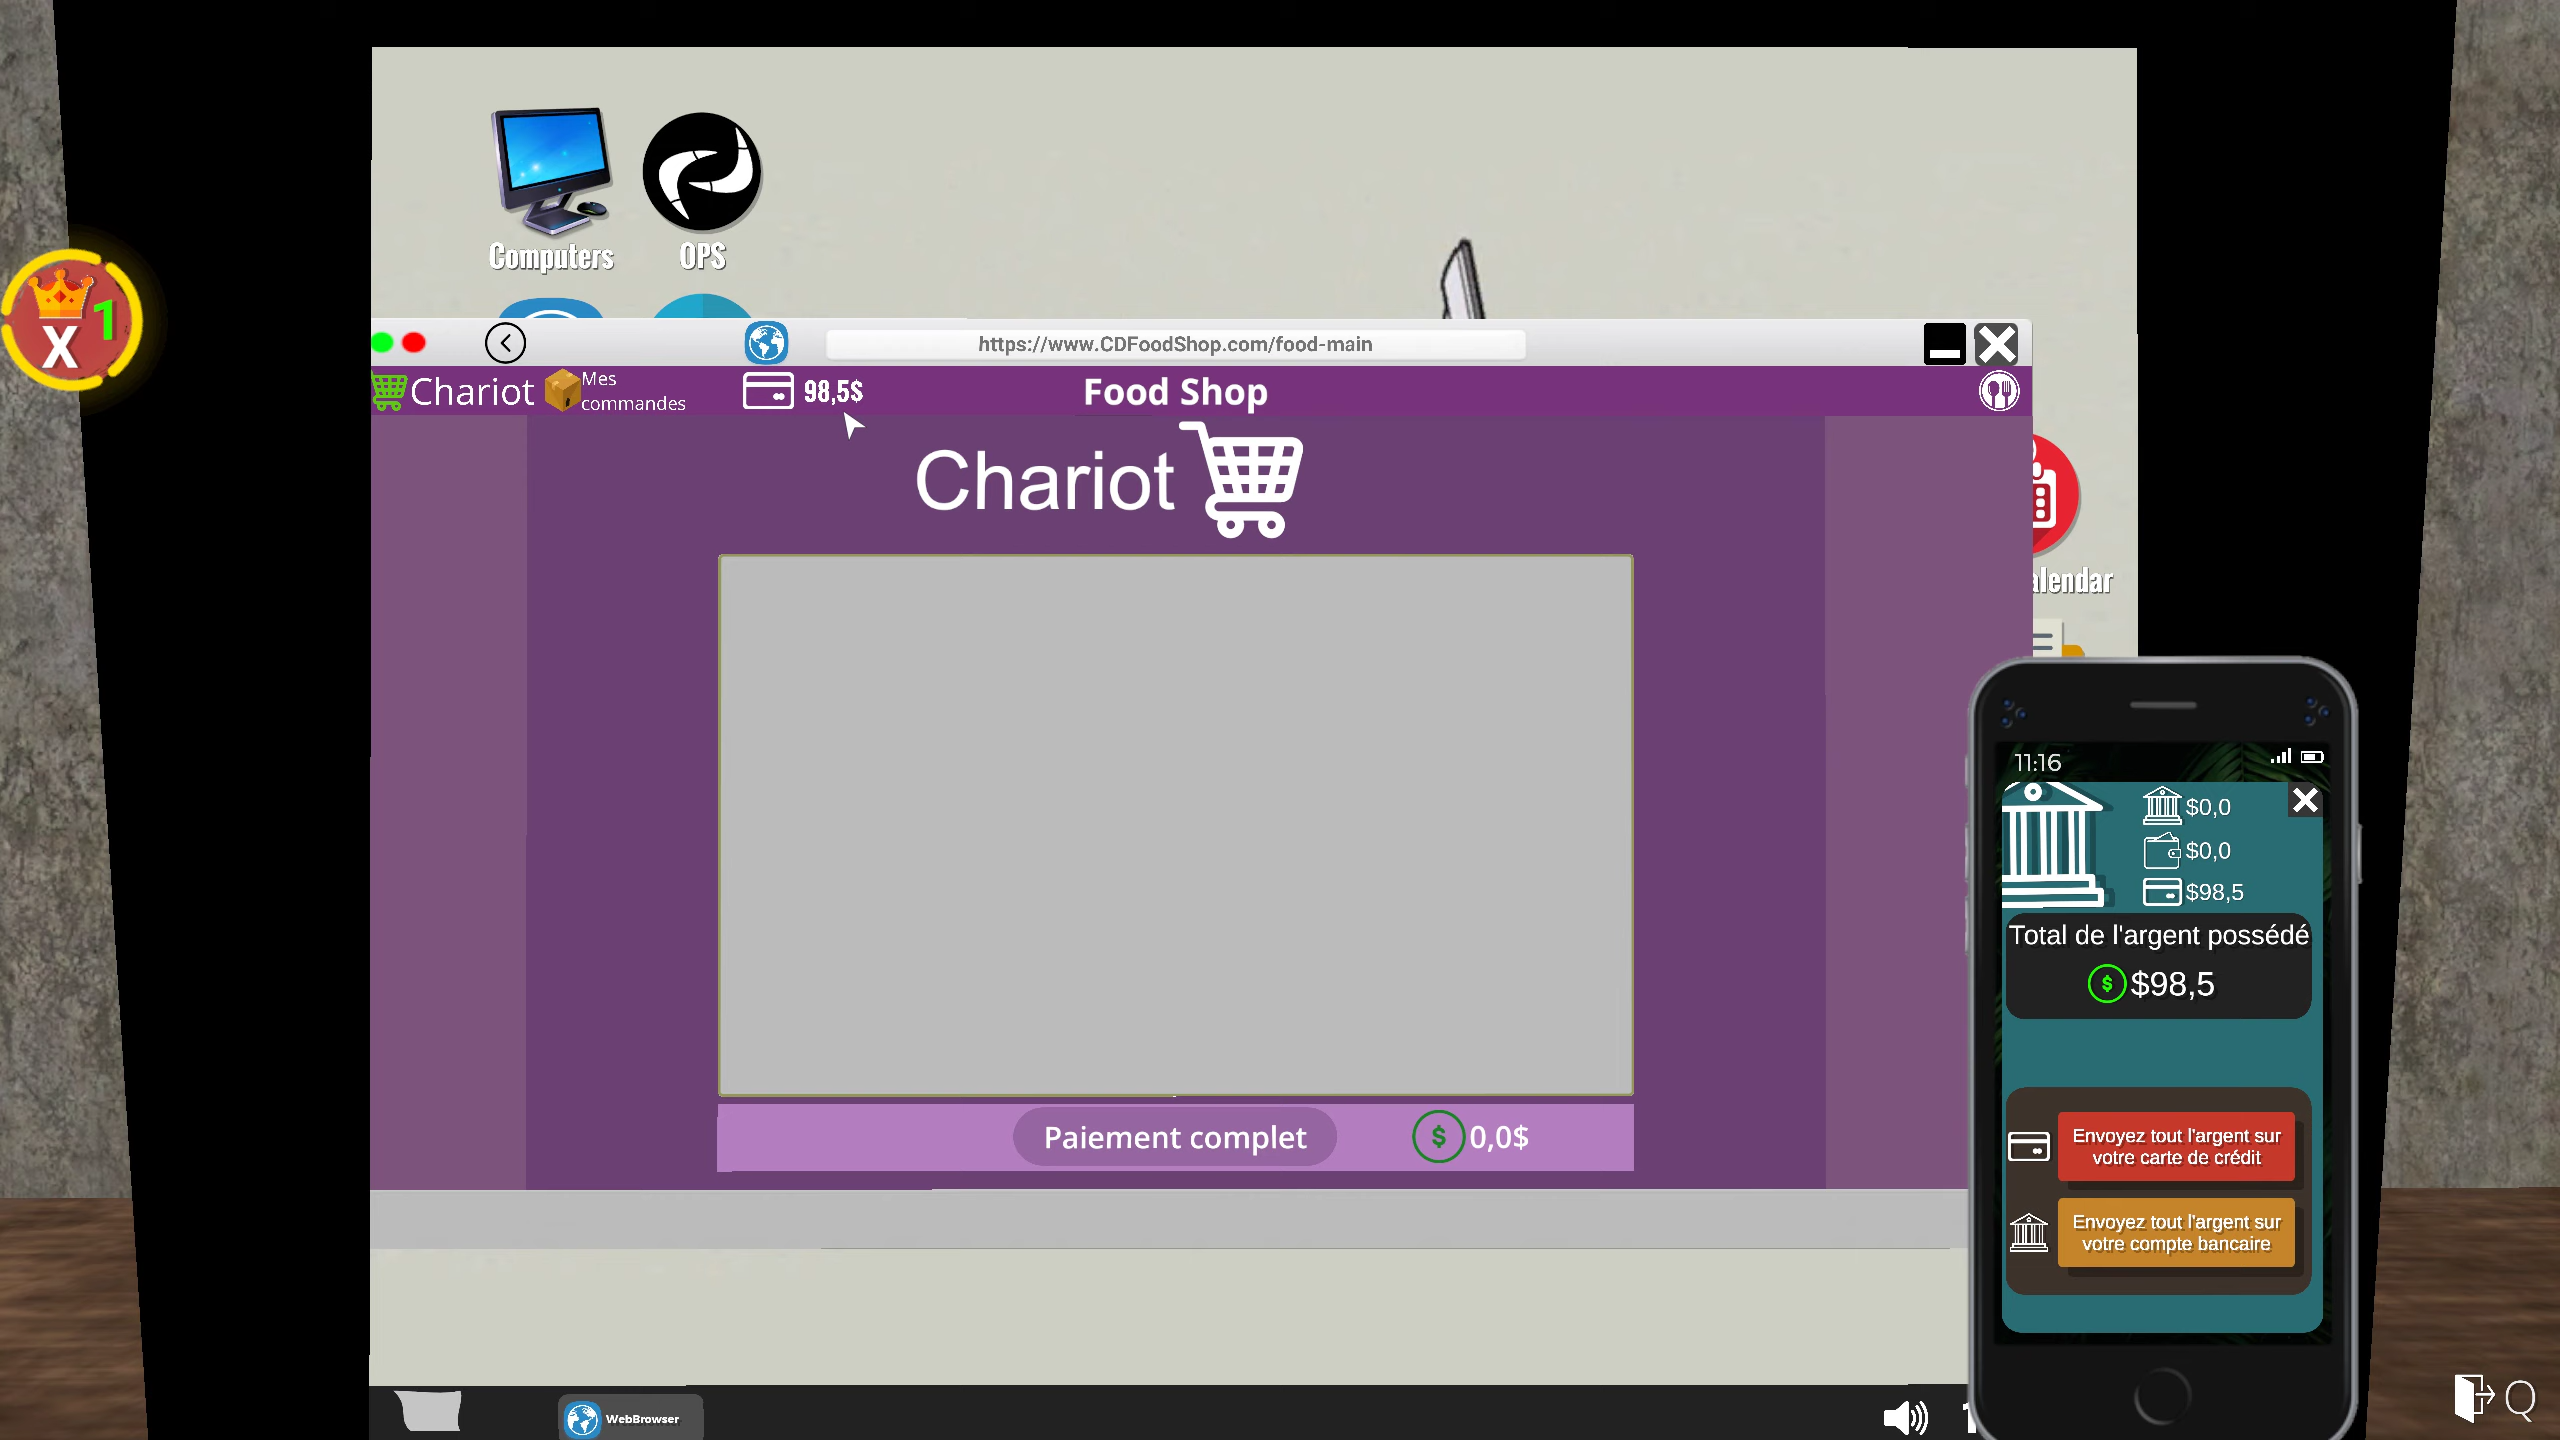 Computers
OPS
X 1
https://www.CDFoodShop.com/food-main
Chariot
Mes
commandes
98,5$
Food Shop
Chariot
alendar
Paiement complet
$
0,0$
11:16
$0,0
$0,0
$98,5
Total de l'argent possédé
$
$98,5
Envoyez tout l'argent sur
votre carte de crédit
Envoyez tout l'argent sur
votre compte bancaire
WebBrowser
Q